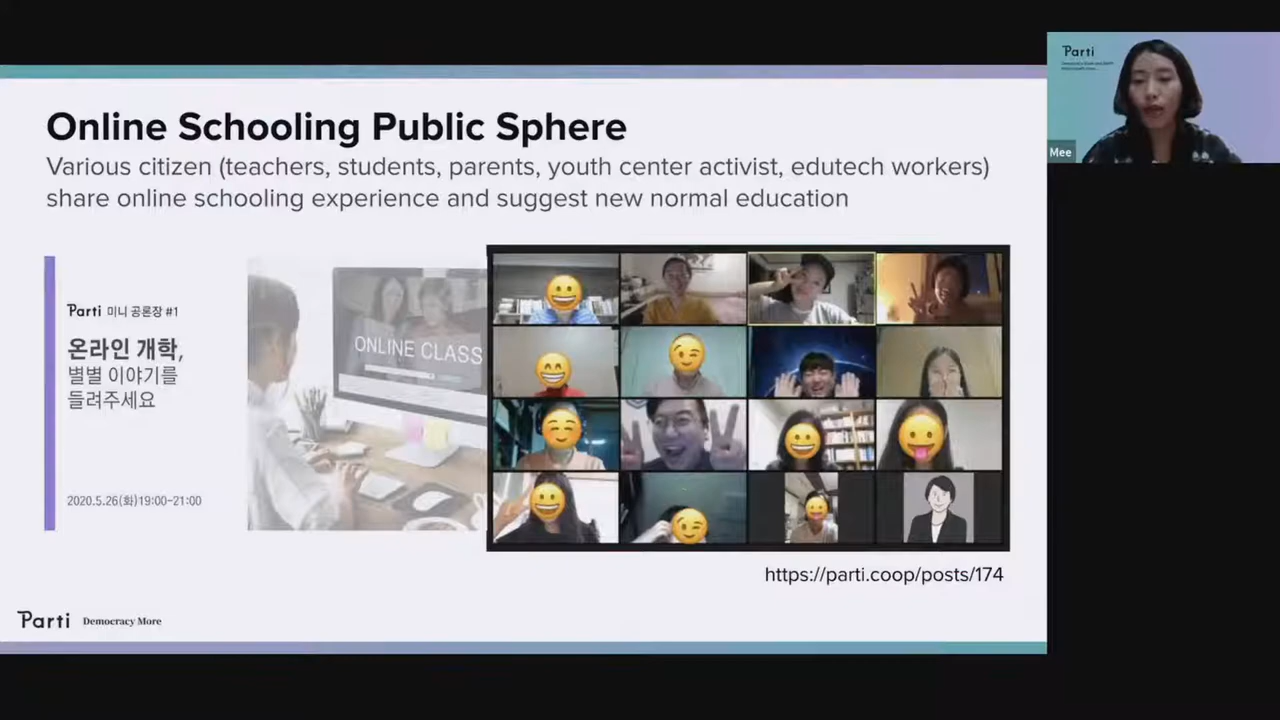 Online Schooling Public Sphere
Various citizen (teachers, students, parents, youth center activist, edutech workers)
share online schooling experience and suggest new normal education
Parti 미니 공론장 #1
온라인 개학,
별별 이야기를
들려주세요
2020.5.26(화)19:00-21:00
ONLINE CLASS
https://parti.coop/posts/174
Parti Democracy More
Parti
Mee